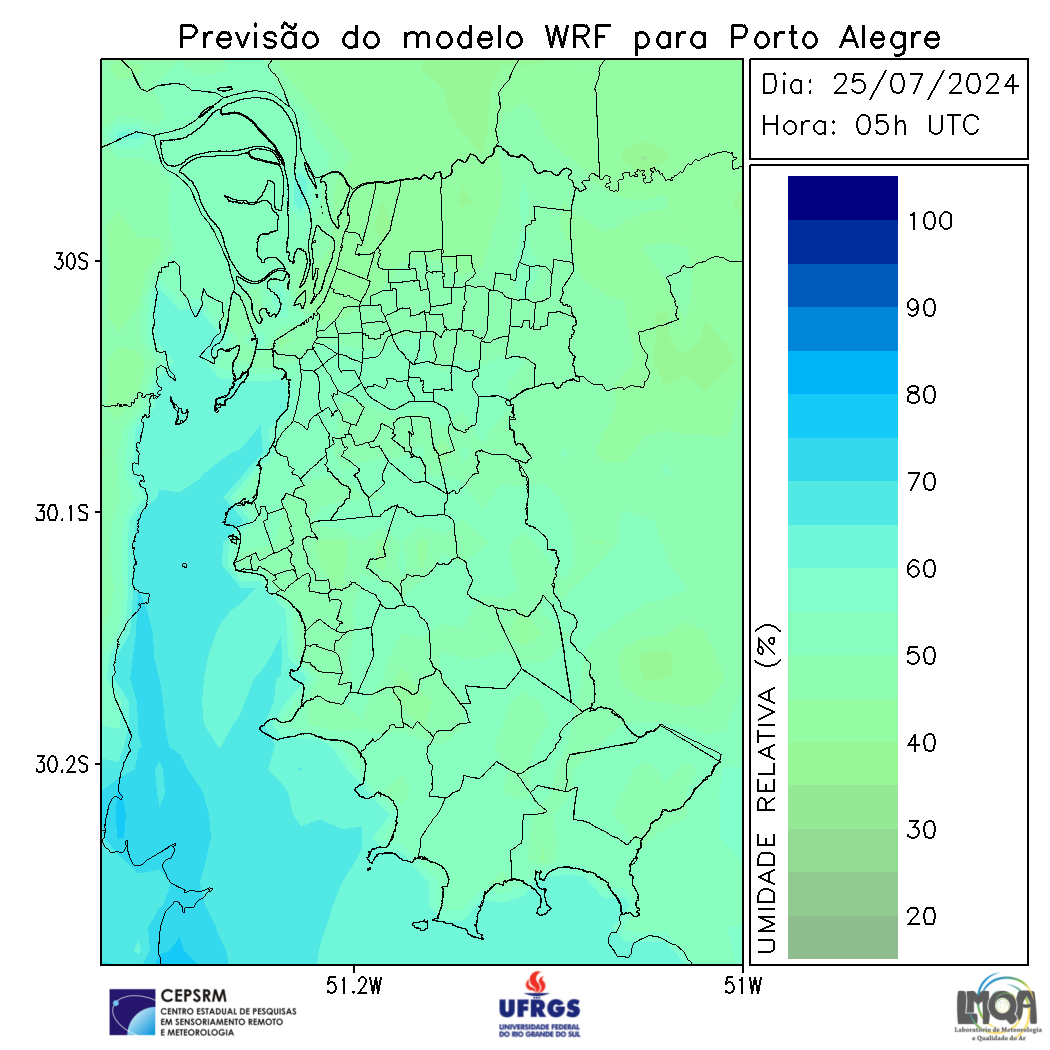 Previsão do modelo WRF para Porto Alegre
Dia: 25/07/2024
Hora: 05h UTC
30S
30.1S
30.2S
51.2W
51W
100
90
80
70
60
50
40
30
20
UMIDADE RELATIVA (%)
CEPSRM
CENTRO ESTADUAL DE PESQUISAS
EM SENSORIAMENTO REMOTO
E METEOROLOGIA
UFRGS
UNIVERSIDADE FEDERAL
DO RIO GRANDE DO SUL
LMQA
Laboratório de Meteorologia
e Qualidade do Ar